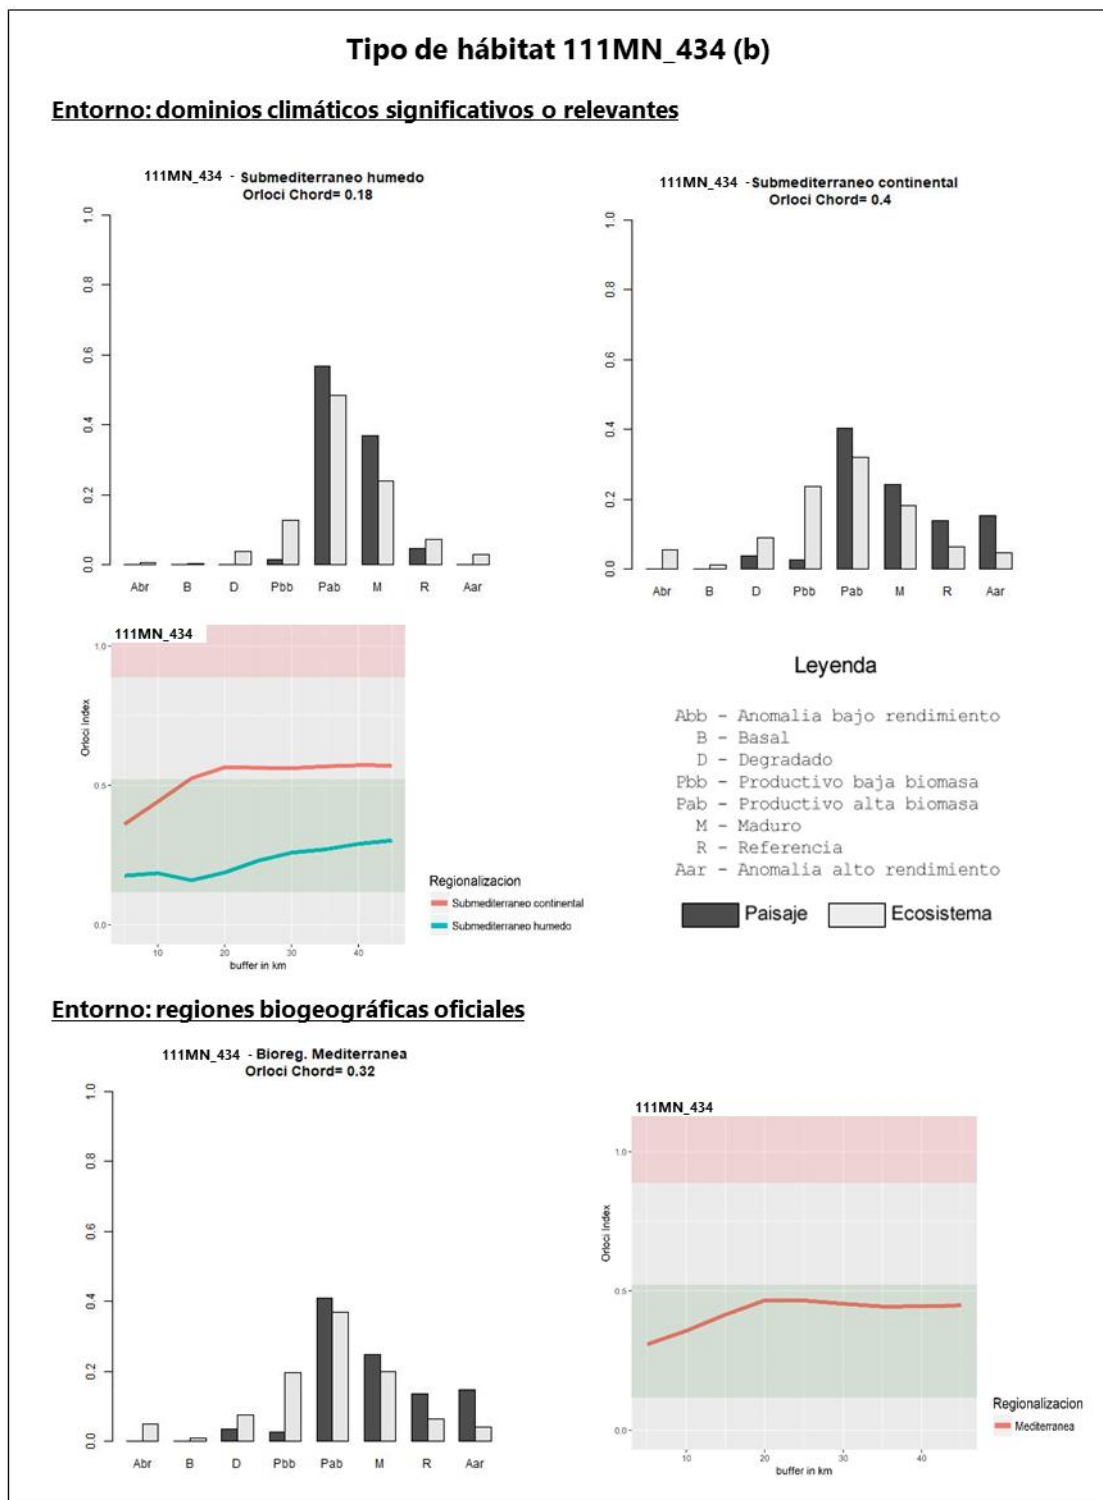 Tipo de hábitat 111MN_434 (b)
Entorno: dominios climáticos significativos o relevantes
111MN_434 - Submediterraneo humedo
Orloci Chord= 0.18
1.0
0.8
0.6
0.4
0.2
0.0
Abr B D Pbb Pab M R Aar
111MN_434 -Submediterraneo continental
Orloci Chord= 0.4
1.0
0.8
0.6
0.4
0.2
0.0
Abr B D Pbb Pab M R Aar
111MN_434
Orloci Index
1.0
0.5
0.0
10 20 30 40
buffer in km
Regionalizacion
Submediterraneo continental
Submediterraneo humedo
Leyenda
Abb - Anomalia bajo rendimiento
B - Basal
D - Degradado
Pbb - Productivo baja biomasa
Pab - Productivo alta biomasa
M - Maduro
R - Referencia
Aar - Anomalia alto rendimiento
Paisaje Ecosistema
Entorno: regiones biogeográficas oficiales
111MN_434 - Bioreg. Mediterranea
Orloci Chord= 0.32
1.0
0.8
0.6
0.4
0.2
0.0
Abr B D Pbb Pab M R Aar
111MN_434
Orloci Index
1.0
0.5
0.0
10 20 30 40
buffer in km
Regionalizacion
Mediterranea